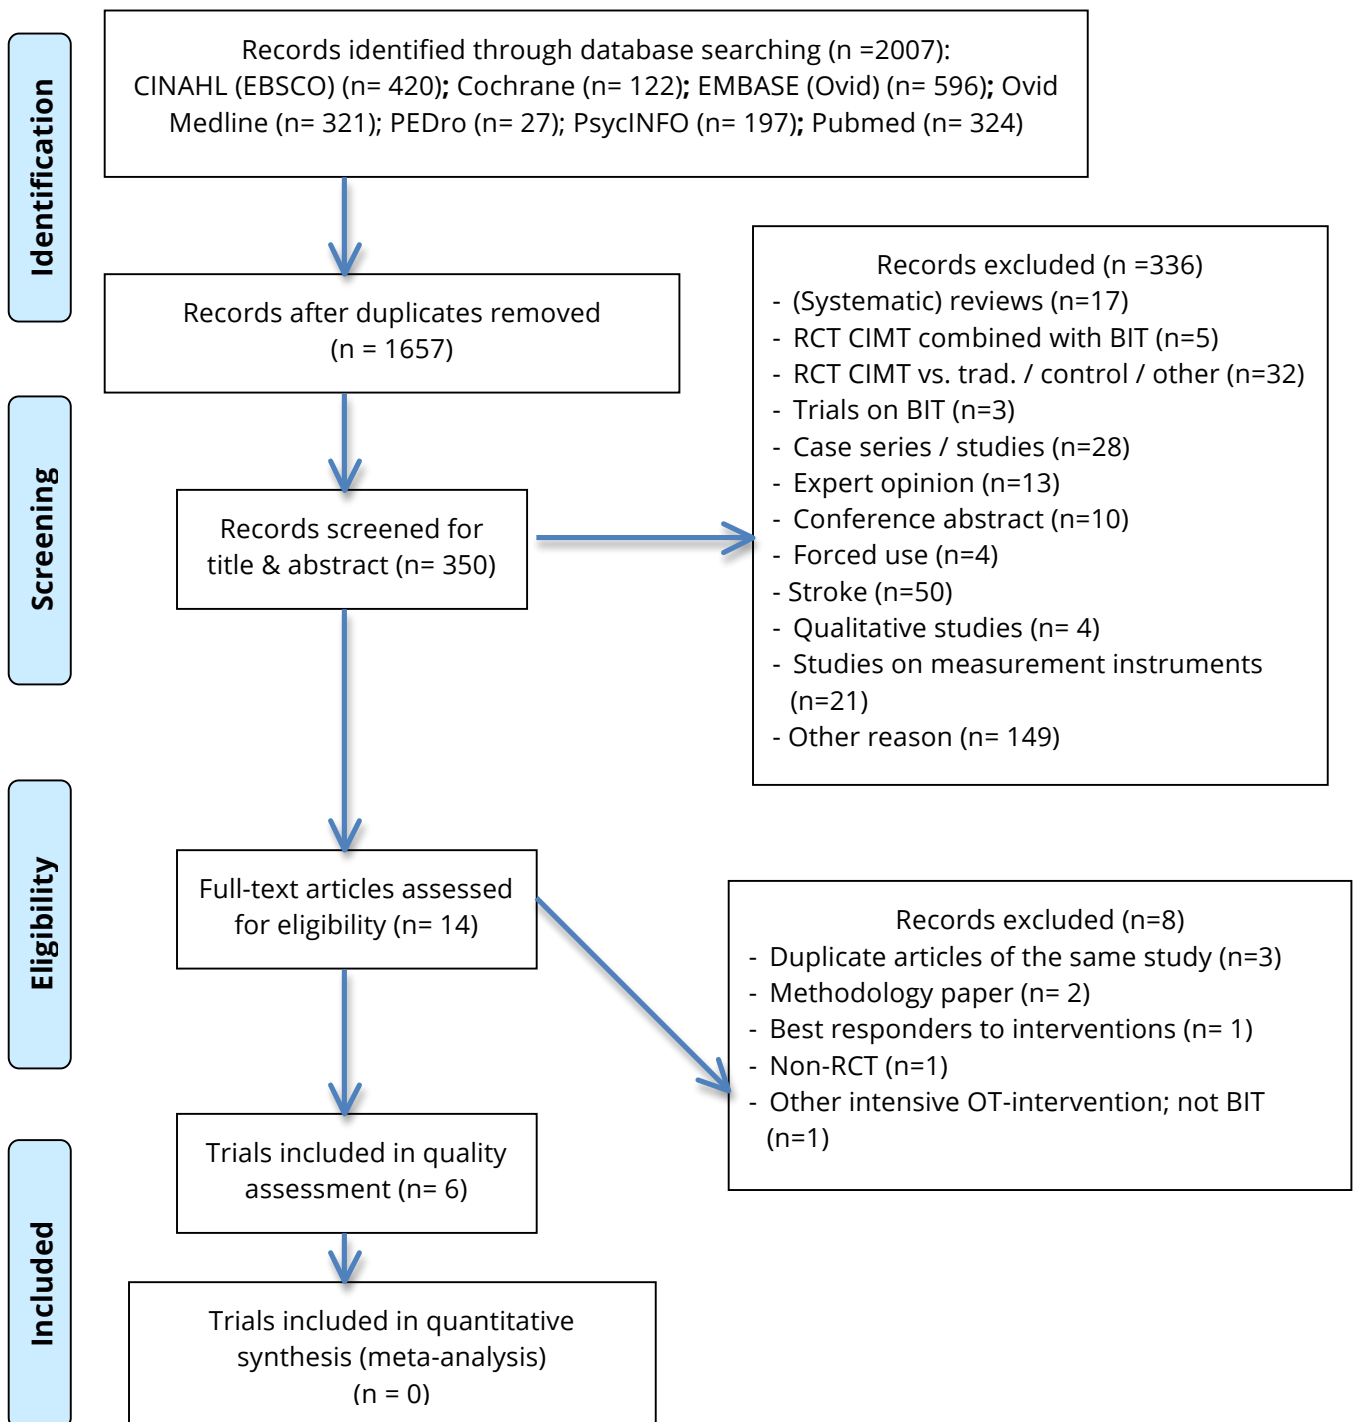 Identification
Records identified through database searching (n =2007):
CINAHL (EBSCO) (n= 420); Cochrane (n= 122); EMBASE (Ovid) (n= 596); Ovid
Medline (n= 321); PEDro (n= 27); PsycINFO (n= 197); Pubmed (n= 324)
Records after duplicates removed
(n = 1657)
Screening
Records screened for
title & abstract (n= 350)
Records excluded (n =336)
- (Systematic) reviews (n=17)
- RCT CIMT combined with BIT (n=5)
- RCT CIMT vs. trad. / control / other (n=32)
- Trials on BIT (n=3)
- Case series / studies (n=28)
- Expert opinion (n=13)
- Conference abstract (n=10)
- Forced use (n=4)
- Stroke (n=50)
- Qualitative studies (n= 4)
- Studies on measurement instruments
(n=21)
- Other reason (n= 149)
Eligibility
Full-text articles assessed
for eligibility (n= 14)
Records excluded (n=8)
- Duplicate articles of the same study (n=3)
- Methodology paper (n= 2)
- Best responders to interventions (n= 1)
- Non-RCT (n=1)
- Other intensive OT-intervention; not BIT
(n=1)
Included
Trials included in quality
assessment (n= 6)
Trials included in quantitative
synthesis (meta-analysis)
(n = 0)